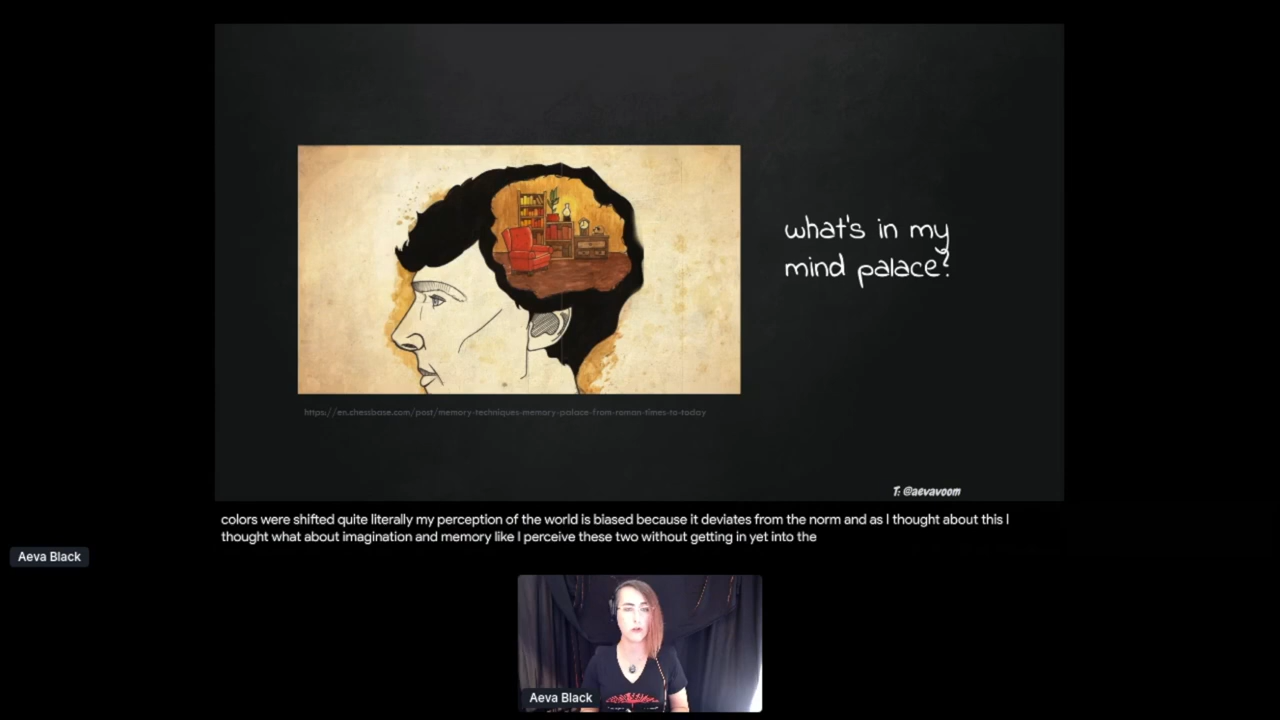 what's in my
mind palace?
https://en.chessbase.com/post/memory-techniques-memory-palace-from-roman-times-to-today
T: @aevavoom
colors were shifted quite literally my perception of the world is biased because it deviates from the norm and as I thought about this I
thought what about imagination and memory like I perceive these two without getting in yet into the
Aeva Black
Aeva Black